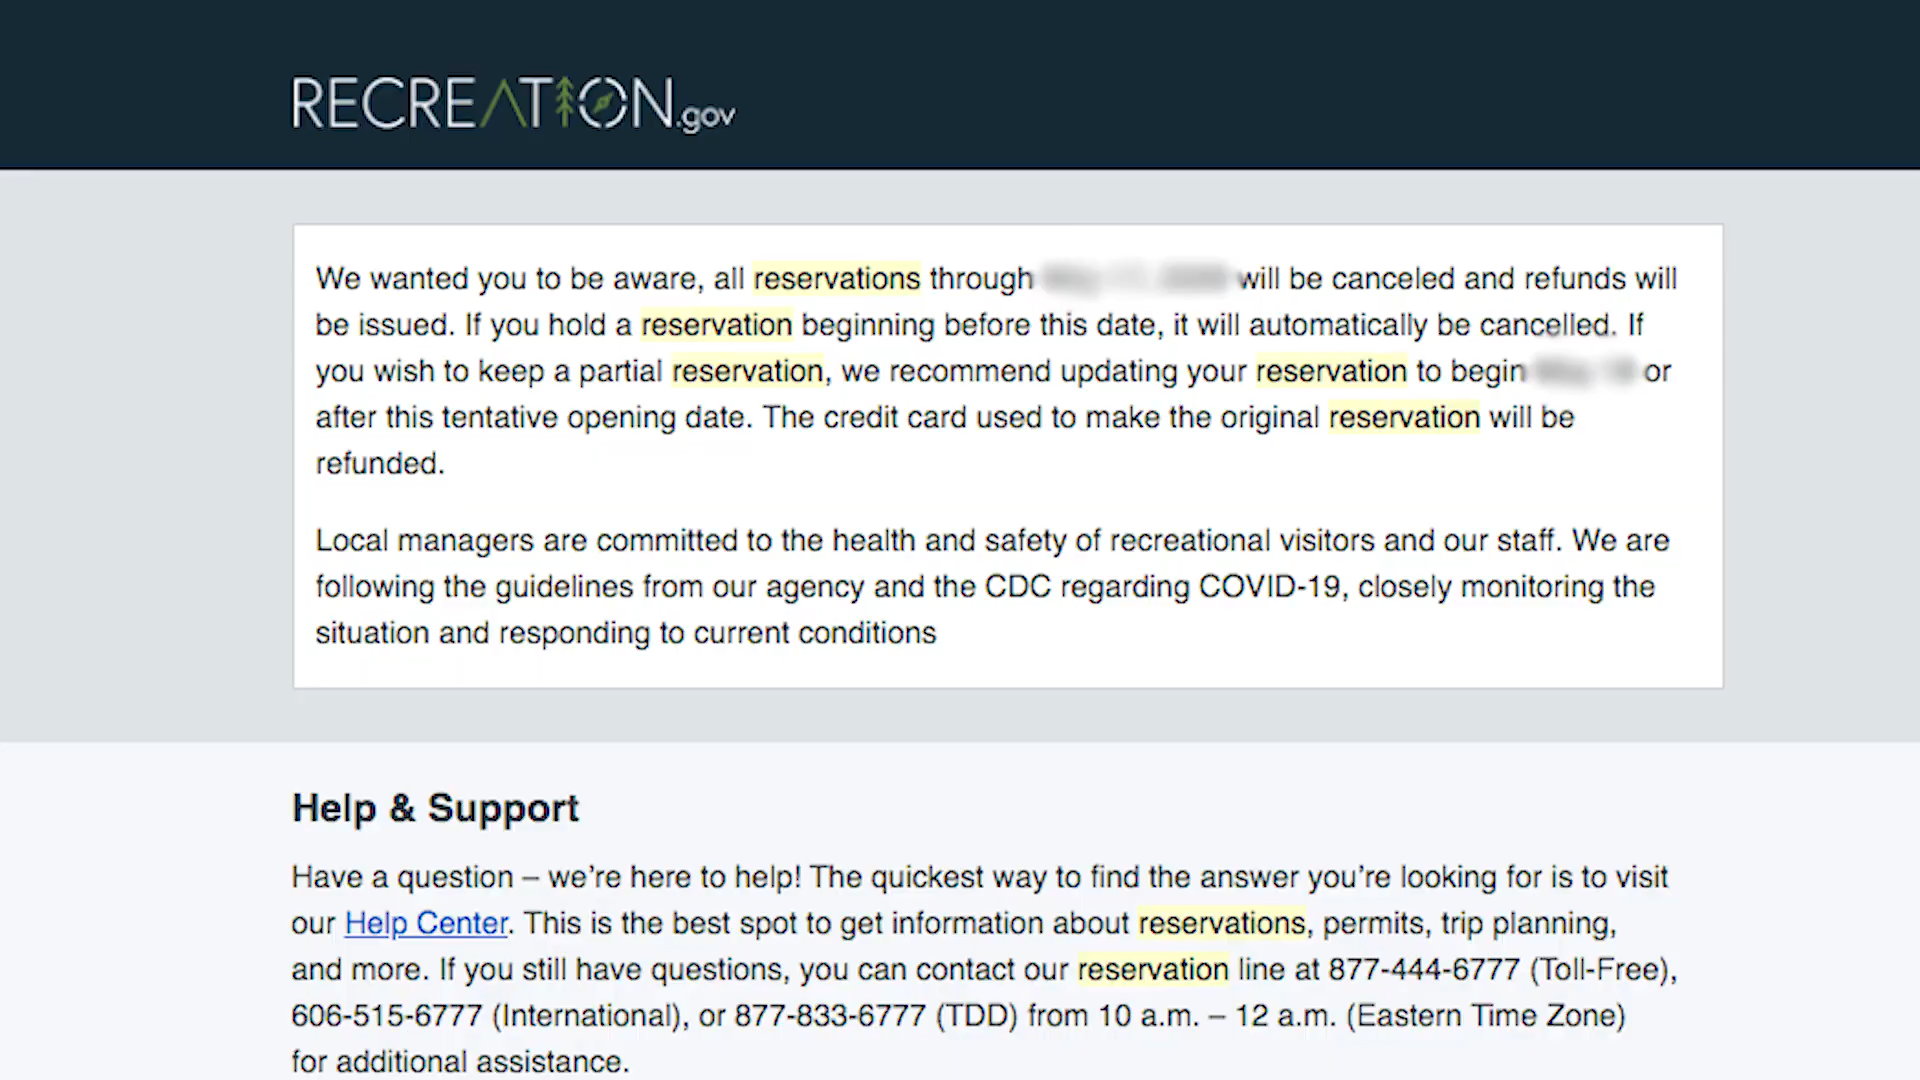 RECREATION.gov
We wanted you to be aware, all reservations through will be canceled and refunds will
be issued. If you hold a reservation beginning before this date, it will automatically be cancelled. If
you wish to keep a partial reservation, we recommend updating your reservation to begin or
after this tentative opening date. The credit card used to make the original reservation will be
refunded.
Local managers are committed to the health and safety of recreational visitors and our staff. We are
following the guidelines from our agency and the CDC regarding COVID-19, closely monitoring the
situation and responding to current conditions
Help & Support
Have a question – we’re here to help! The quickest way to find the answer you’re looking for is to visit
our Help Center. This is the best spot to get information about reservations, permits, trip planning,
and more. If you still have questions, you can contact our reservation line at 877-444-6777 (Toll-Free),
606-515-6777 (International), or 877-833-6777 (TDD) from 10 a.m. – 12 a.m. (Eastern Time Zone)
for additional assistance.